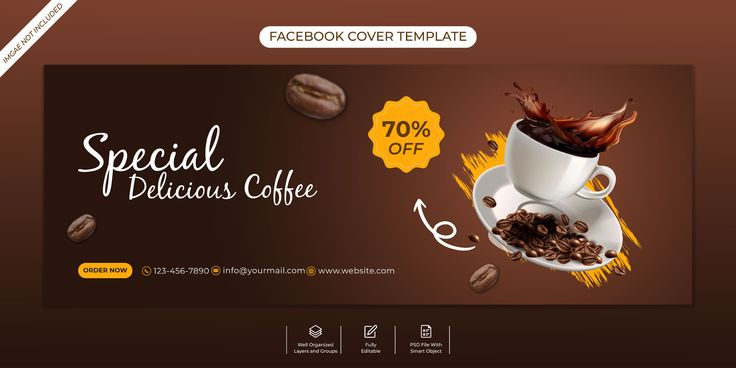 IMGAE NOT INCLUDED
FACEBOOK COVER TEMPLATE
70%
OFF
Special
Delicious Coffee
ORDER NOW 123-456-7890 info@yourmail.com www.website.com
Well Organized
Layers and Groups
Fully
Editable
PSD File With
Smart Object